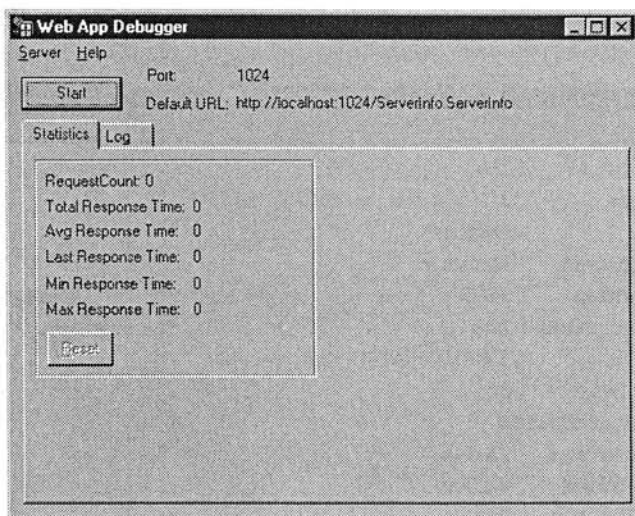 Web App Debugger
Server Help
Start
Port: 1024
Default URL: http://localhost:1024/Serverinfo.Serverinfo
Statistics Log
RequestCount: 0
Total Response Time: 0
Avg Response Time: 0
Last Response Time: 0
Min Response Time: 0
Max Response Time: 0
Reset